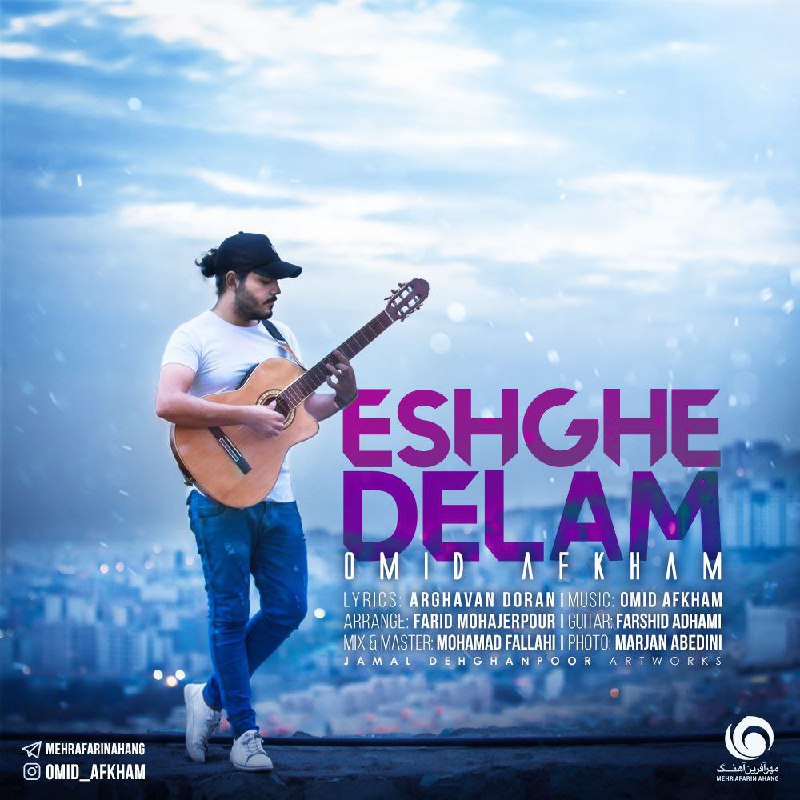 ESHGHE
DELAM
OMID AFKHAM
LYRICS: ARGHAVAN DORAN | MUSIC: OMID AFKHAM
ARRANGE: FARID MOHAJERPOUR | GUITAR: FARSHID ADHAMI
MIX & MASTER: MOHAMAD FALLAHI | PHOTO: MARJAN ABEDINI
JAMAL DEHGHANPOOR ARTWORKS
MEHRAFARINAHANG
OMID_AFKHAM
مهرآفرین آهنگ
MEHRAFARIN AHANG